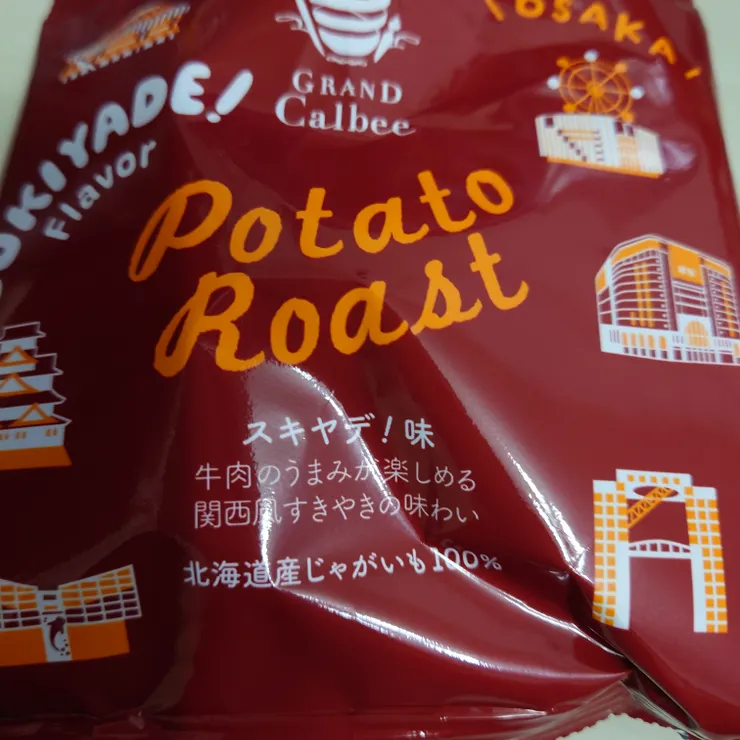 OSAKA!
GRAND
Calbee
UKIYADE!
Flavor
Potato
Roast
スキヤデ!味
牛肉のうまみが楽しめる
関西風すきやきの味わい
北海道産じゃがいも100%